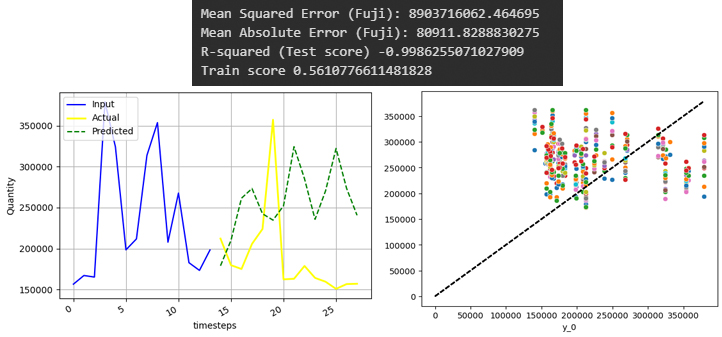 Mean Squared Error (Fuji): 8903716062.464695
Mean Absolute Error (Fuji): 80911.8288830275
R-squared (Test score) -0.9986255071027909
Train score 0.5610776611481828
Input
Actual
Predicted
Quantity
350000
300000
250000
200000
150000
0
5
10
15
20
25
timesteps
350000
300000
250000
200000
150000
100000
50000
0
0
50000
100000
150000
200000
250000
300000
350000
y_0